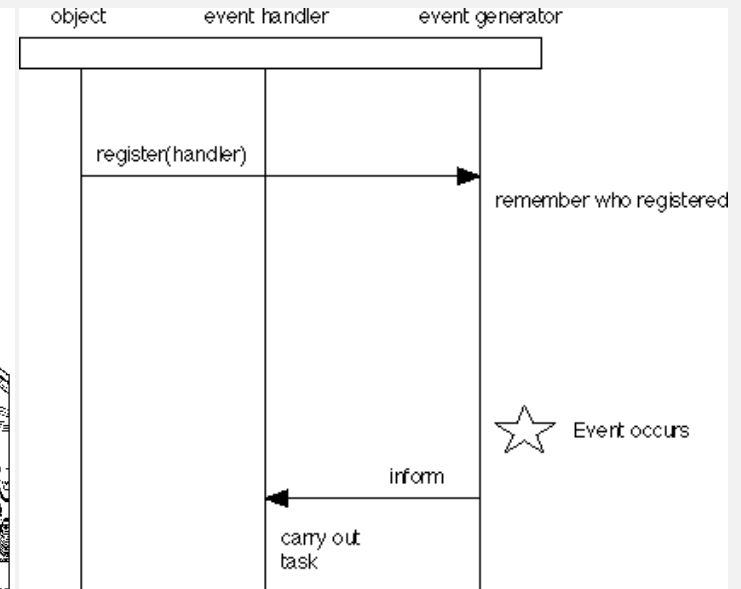 object event handler event generator
register(handler)
remember who registered
Event occurs
inform
carry out
task